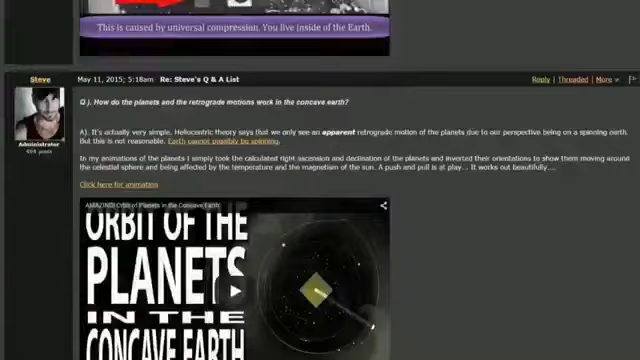 This is caused by universal compression. You live inside of the Earth.
Steve
May 11, 2015; 5:18am Re: Steve's Q & A List
Reply | Threaded | More
Administrator
494 posts
Q ). How do the planets and the retrograde motions work in the concave earth?
A). It's actually very simple. Heliocentric theory says that we only see an apparent retrograde motion of the planets due to our perspective being on a spinning earth.
But this is not reasonable. Earth cannot possibly be spinning.
In my animations of the planets I simply took the calculated right ascension and declination of the planets and inverted their orientations to show them moving around
the celestial sphere and being affected by the temperature and the magnetism of the sun. A push and pull is at play... It works out beautifully....
Click here for animation
AMAZING! Orbit of Planets in the Concave Earth
ORBIT OF THE
PLANETS
IN THE
CONCAVE EARTH